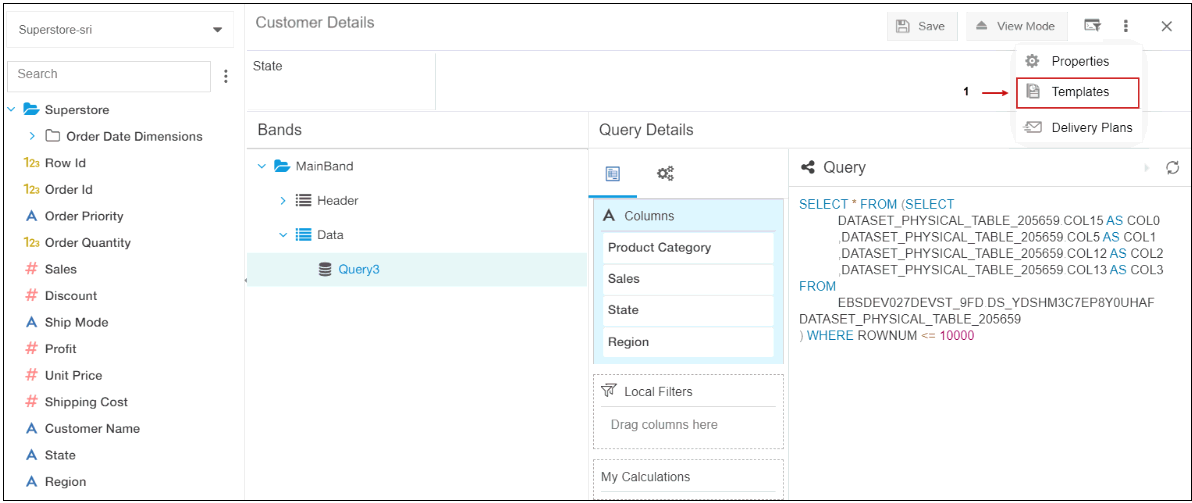 Superstore-sri
Search
Superstore
Order Date Dimensions
123 Row Id
123 Order Id
A Order Priority
123 Order Quantity
# Sales
# Discount
A Ship Mode
# Profit
# Unit Price
# Shipping Cost
A Customer Name
A State
A Region
Customer Details
Save
View Mode
State
1
Properties
Templates
Delivery Plans
Bands
MainBand
Header
Data
Query3
Query Details
A Columns
Product Category
Sales
State
Region
Local Filters
Drag columns here
My Calculations
Query
SELECT * FROM (SELECT
DATASET_PHYSICAL_TABLE_205659.COL15 AS COL0
,DATASET_PHYSICAL_TABLE_205659.COL5 AS COL1
,DATASET_PHYSICAL_TABLE_205659.COL12 AS COL2
,DATASET_PHYSICAL_TABLE_205659.COL13 AS COL3
FROM
EBSDEV027DEVST_9FD DS_YDSHM3C7EP8Y0UHAF
DATASET_PHYSICAL_TABLE_205659
) WHERE ROWNUM <= 10000